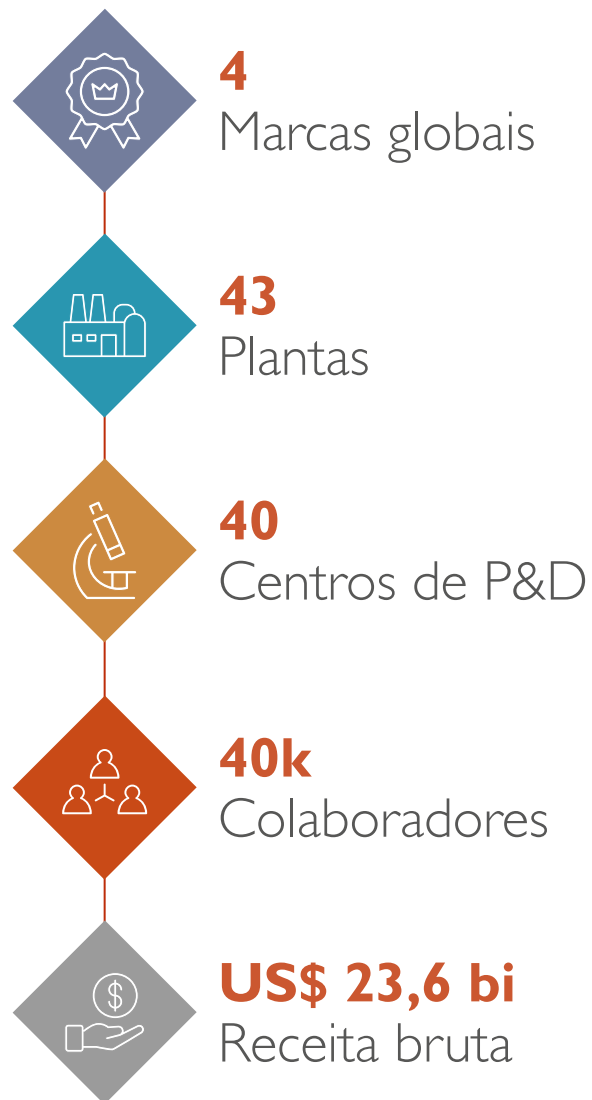 4
Marcas globais
43
Plantas
40
Centros de P&D
40k
Colaboradores
US$ 23,6 bi
Receita bruta